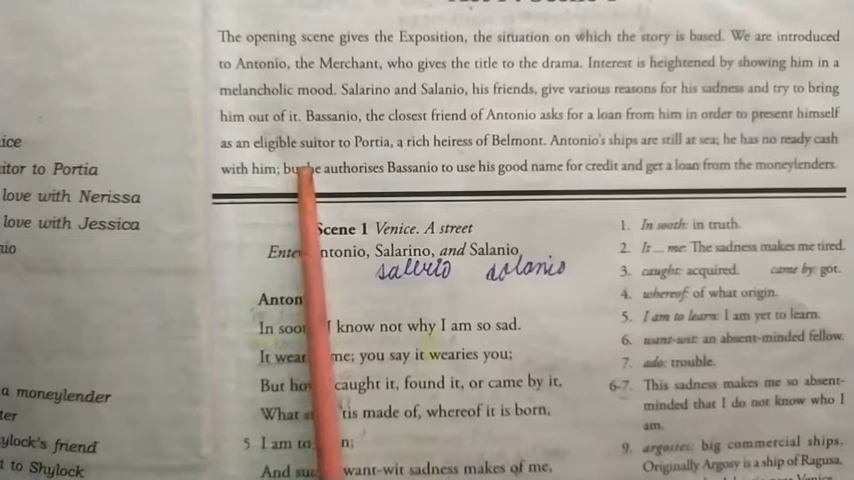 The opening scene gives the Exposition, the situation on which the story is based. We are introduced
to Antonio, the Merchant, who gives the title to the drama. Interest is heightened by showing him in a
melancholic mood. Salarino and Salanio, his friends, give various reasons for his sadness and try to bring
him out of it. Bassanio, the closest friend of Antonio asks for a loan from him in order to present himself
as an eligible suitor to Portia, a rich heiress of Belmont. Antonio's ships are still at sea; he has no ready cash
with him; but he authorises Bassanio to use his good name for credit and get a loan from the moneylenders.
ice
itor to Portia
love with Nerissa
love with Jessica
nio
a moneylender
ter
ylock's friend
t to Shylock
Scene 1 Venice. A street
Ente ntonio, Salarino, and Salanio
salerio solanio
Anton
In soo I know not why I am so sad.
It wear me; you say it wearies you;
But ho caught it, found it, or came by it,
What 'tis made of, whereof it is born,
5 I am to n;
And suc want-wit sadness makes of me,
1. In sooth: in truth.
2. It ... me: The sadness makes me tired.
3. caught: acquired. came by: got.
4. whereof: of what origin.
5. I am to learn: I am yet to learn.
6. want-wit: an absent-minded fellow.
7. ado: trouble.
6-7. This sadness makes me so absent-
minded that I do not know who I
am.
9. argosies: big commercial ships.
Originally Argosy is a ship of Ragusa,